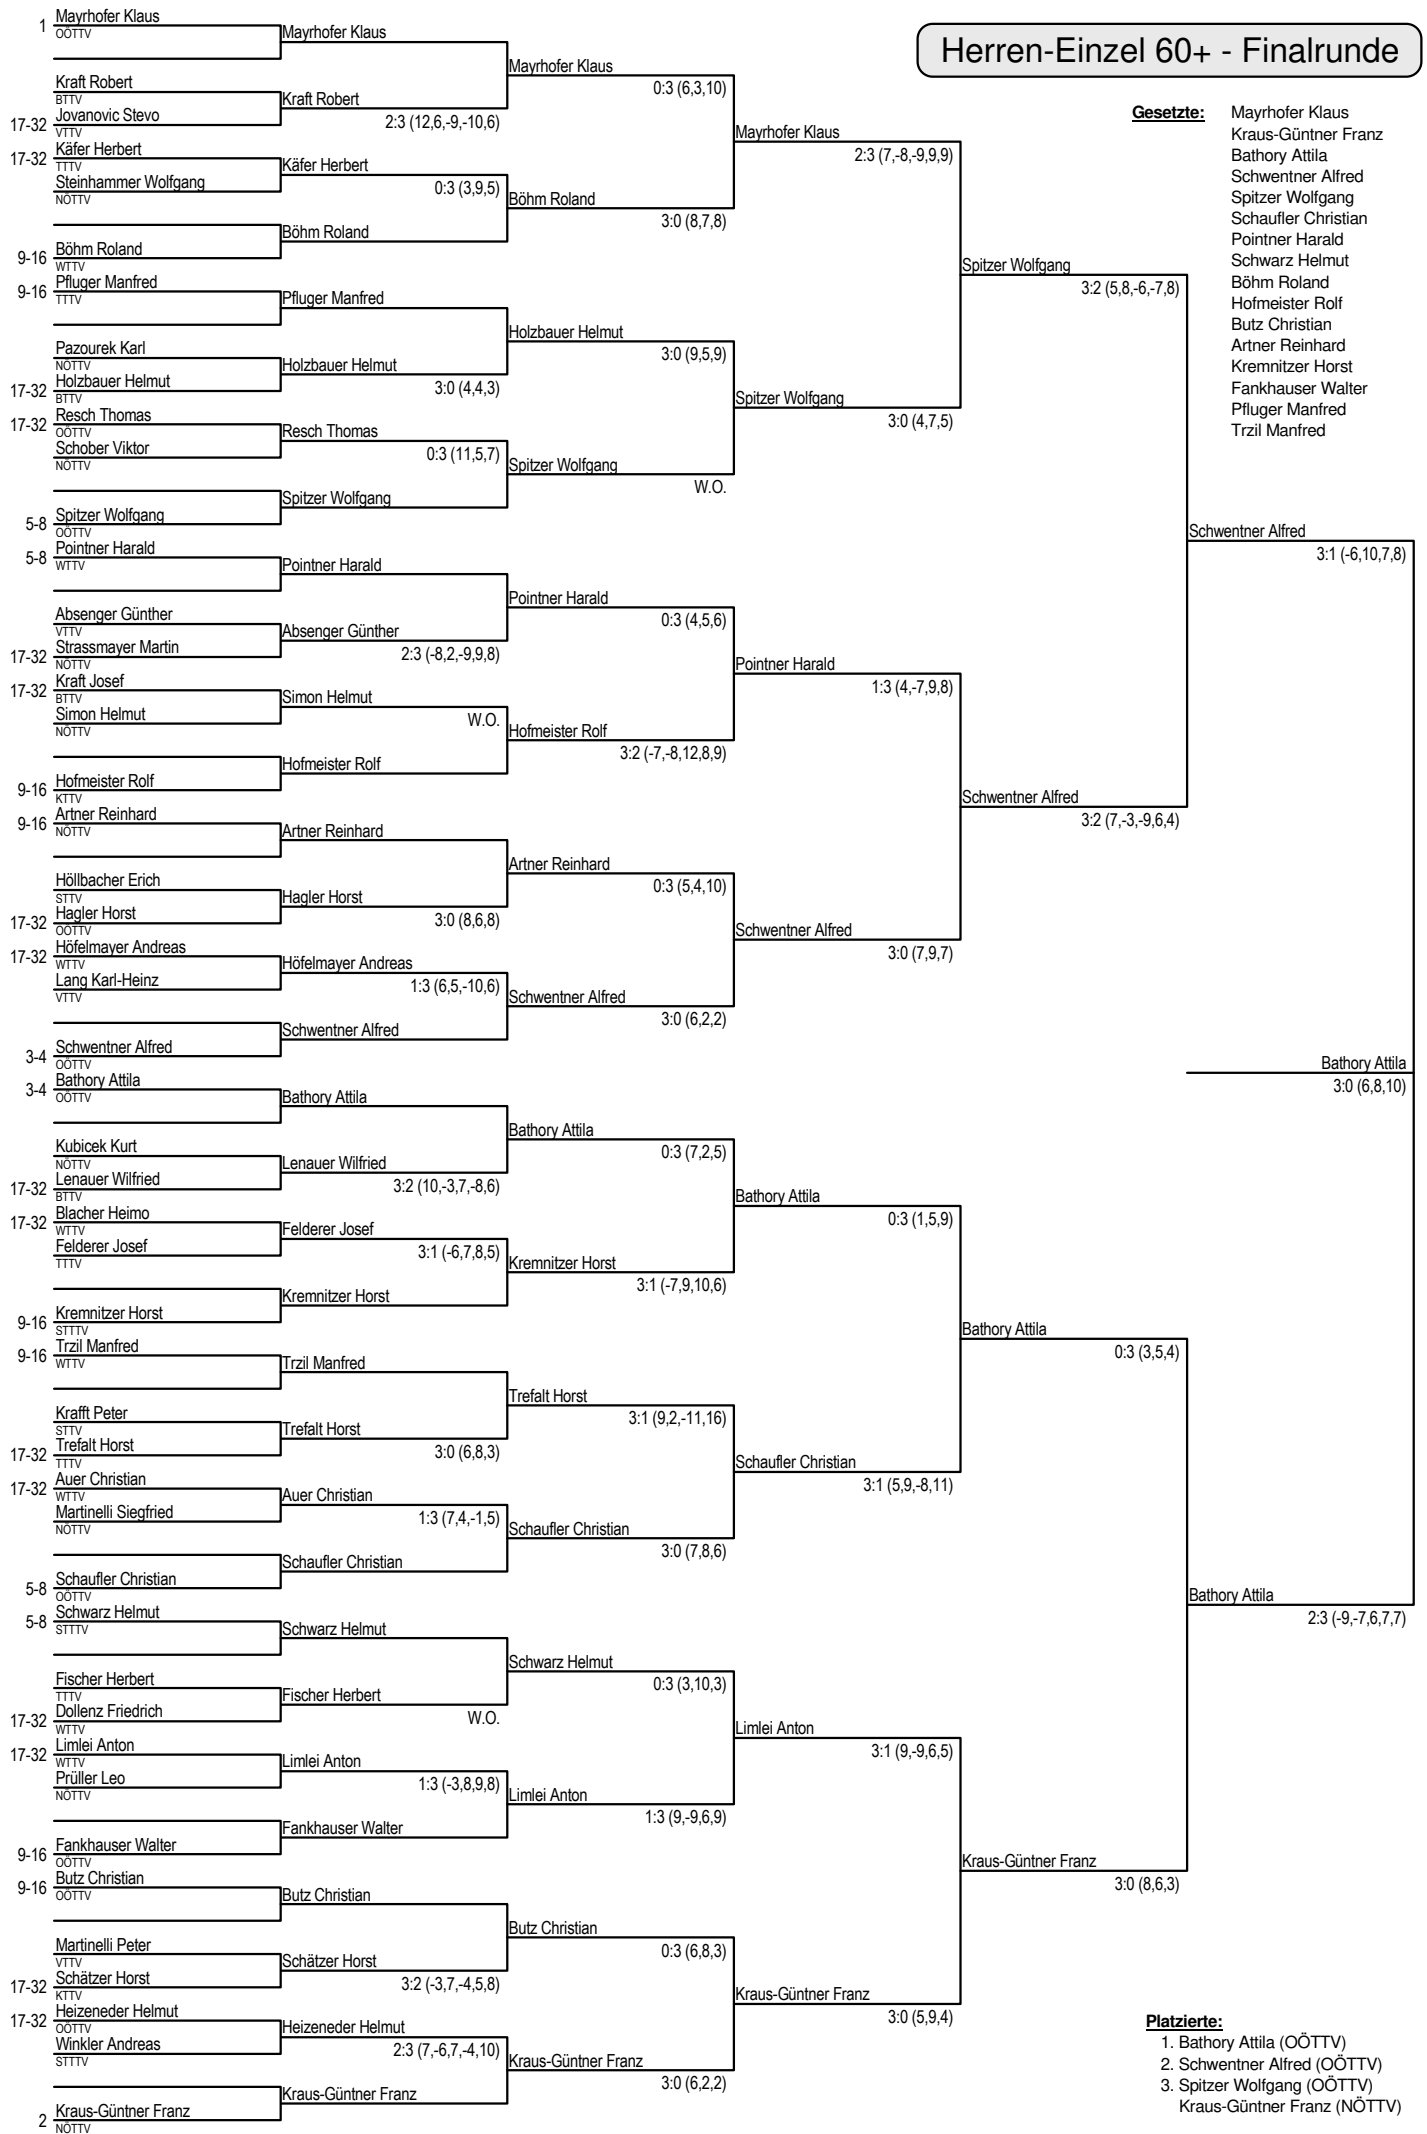 Herren-Einzel 60+ - Finalrunde
Gesetzte: Mayrhofer Klaus
Kraus-Güntner Franz
Bathory Attila
Schwentner Alfred
Spitzer Wolfgang
Schaufler Christian
Pointner Harald
Schwarz Helmut
Böhm Roland
Hofmeister Rolf
Butz Christian
Artner Reinhard
Kremnitzer Horst
Fankhauser Walter
Pfluger Manfred
Trzil Manfred
1 Mayrhofer Klaus
OÖTTV
Kraft Robert
BTTV
17-32 Jovanovic Stevo
VTTV
17-32 Käfer Herbert
TTTV
Steinhammer Wolfgang
NÖTTV
9-16 Böhm Roland
WTTV
9-16 Pfluger Manfred
TTTV
Pazourek Karl
NÖTTV
17-32 Holzbauer Helmut
BTTV
17-32 Resch Thomas
OÖTTV
Schober Viktor
NÖTTV
5-8 Spitzer Wolfgang
OÖTTV
5-8 Pointner Harald
WTTV
Absenger Günther
VTTV
17-32 Strassmayer Martin
NÖTTV
17-32 Kraft Josef
BTTV
Simon Helmut
NÖTTV
9-16 Hofmeister Rolf
KTTV
9-16 Artner Reinhard
NÖTTV
Höllbacher Erich
STTV
17-32 Hagler Horst
OÖTTV
17-32 Höfelmayer Andreas
WTTV
Lang Karl-Heinz
VTTV
3-4 Schwentner Alfred
OÖTTV
3-4 Bathory Attila
OÖTTV
Kubicek Kurt
NÖTTV
17-32 Lenauer Wilfried
BTTV
17-32 Blacher Heimo
WTTV
Felderer Josef
TTTV
9-16 Kremnitzer Horst
STTTV
9-16 Trzil Manfred
WTTV
Krafft Peter
STTV
17-32 Trefalt Horst
TTTV
17-32 Auer Christian
WTTV
Martinelli Siegfried
NÖTTV
5-8 Schaufler Christian
OÖTTV
5-8 Schwarz Helmut
STTTV
Fischer Herbert
TTTV
17-32 Dollenz Friedrich
WTTV
17-32 Limlei Anton
WTTV
Prüller Leo
NÖTTV
9-16 Fankhauser Walter
OÖTTV
9-16 Butz Christian
OÖTTV
Martinelli Peter
VTTV
17-32 Schätzer Horst
KTTV
17-32 Heizeneder Helmut
OÖTTV
Winkler Andreas
STTTV
2 Kraus-Güntner Franz
NÖTTV
Mayrhofer Klaus
Kraft Robert
2:3 (12,6,-9,-10,6)
Käfer Herbert
0:3 (3,9,5)
Böhm Roland
Pfluger Manfred
Holzbauer Helmut
3:0 (4,4,3)
Resch Thomas
0:3 (11,5,7)
Spitzer Wolfgang
Pointner Harald
Absenger Günther
2:3 (-8,2,-9,9,8)
Simon Helmut
W.O.
Hofmeister Rolf
Artner Reinhard
Hagler Horst
3:0 (8,6,8)
Höfelmayer Andreas
1:3 (6,5,-10,6)
Schwentner Alfred
Bathory Attila
Lenauer Wilfried
3:2 (10,-3,7,-8,6)
Felderer Josef
3:1 (-6,7,8,5)
Kremnitzer Horst
Trzil Manfred
Trefalt Horst
3:0 (6,8,3)
Auer Christian
1:3 (7,4,-1,5)
Schaufler Christian
Schwarz Helmut
Fischer Herbert
W.O.
Limlei Anton
1:3 (-3,8,9,8)
Fankhauser Walter
Butz Christian
Schätzer Horst
3:2 (-3,7,-4,5,8)
Heizeneder Helmut
2:3 (7,-6,7,-4,10)
Kraus-Güntner Franz
Mayrhofer Klaus
0:3 (6,3,10)
Böhm Roland
3:0 (8,7,8)
Holzbauer Helmut
3:0 (9,5,9)
Spitzer Wolfgang
W.O.
Pointner Harald
0:3 (4,5,6)
Hofmeister Rolf
3:2 (-7,-8,12,8,9)
Artner Reinhard
0:3 (5,4,10)
Schwentner Alfred
3:0 (6,2,2)
Bathory Attila
0:3 (7,2,5)
Kremnitzer Horst
3:1 (-7,9,10,6)
Trefalt Horst
3:1 (9,2,-11,16)
Schaufler Christian
3:0 (7,8,6)
Schwarz Helmut
0:3 (3,10,3)
Limlei Anton
1:3 (9,-9,6,9)
Butz Christian
0:3 (6,8,3)
Kraus-Güntner Franz
3:0 (6,2,2)
Mayrhofer Klaus
2:3 (7,-8,-9,9,9)
Spitzer Wolfgang
3:0 (4,7,5)
Pointner Harald
1:3 (4,-7,9,8)
Schwentner Alfred
3:0 (7,9,7)
Bathory Attila
0:3 (1,5,9)
Schaufler Christian
3:1 (5,9,-8,11)
Limlei Anton
3:1 (9,-9,6,5)
Kraus-Güntner Franz
3:0 (5,9,4)
Spitzer Wolfgang
3:2 (5,8,-6,-7,8)
Schwentner Alfred
3:2 (7,-3,-9,6,4)
Bathory Attila
0:3 (3,5,4)
Kraus-Güntner Franz
3:0 (8,6,3)
Schwentner Alfred
3:1 (-6,10,7,8)
Bathory Attila
2:3 (-9,-7,6,7,7)
Bathory Attila
3:0 (6,8,10)
Platzierte:
1. Bathory Attila (OÖTTV)
2. Schwentner Alfred (OÖTTV)
3. Spitzer Wolfgang (OÖTTV)
Kraus-Güntner Franz (NÖTTV)